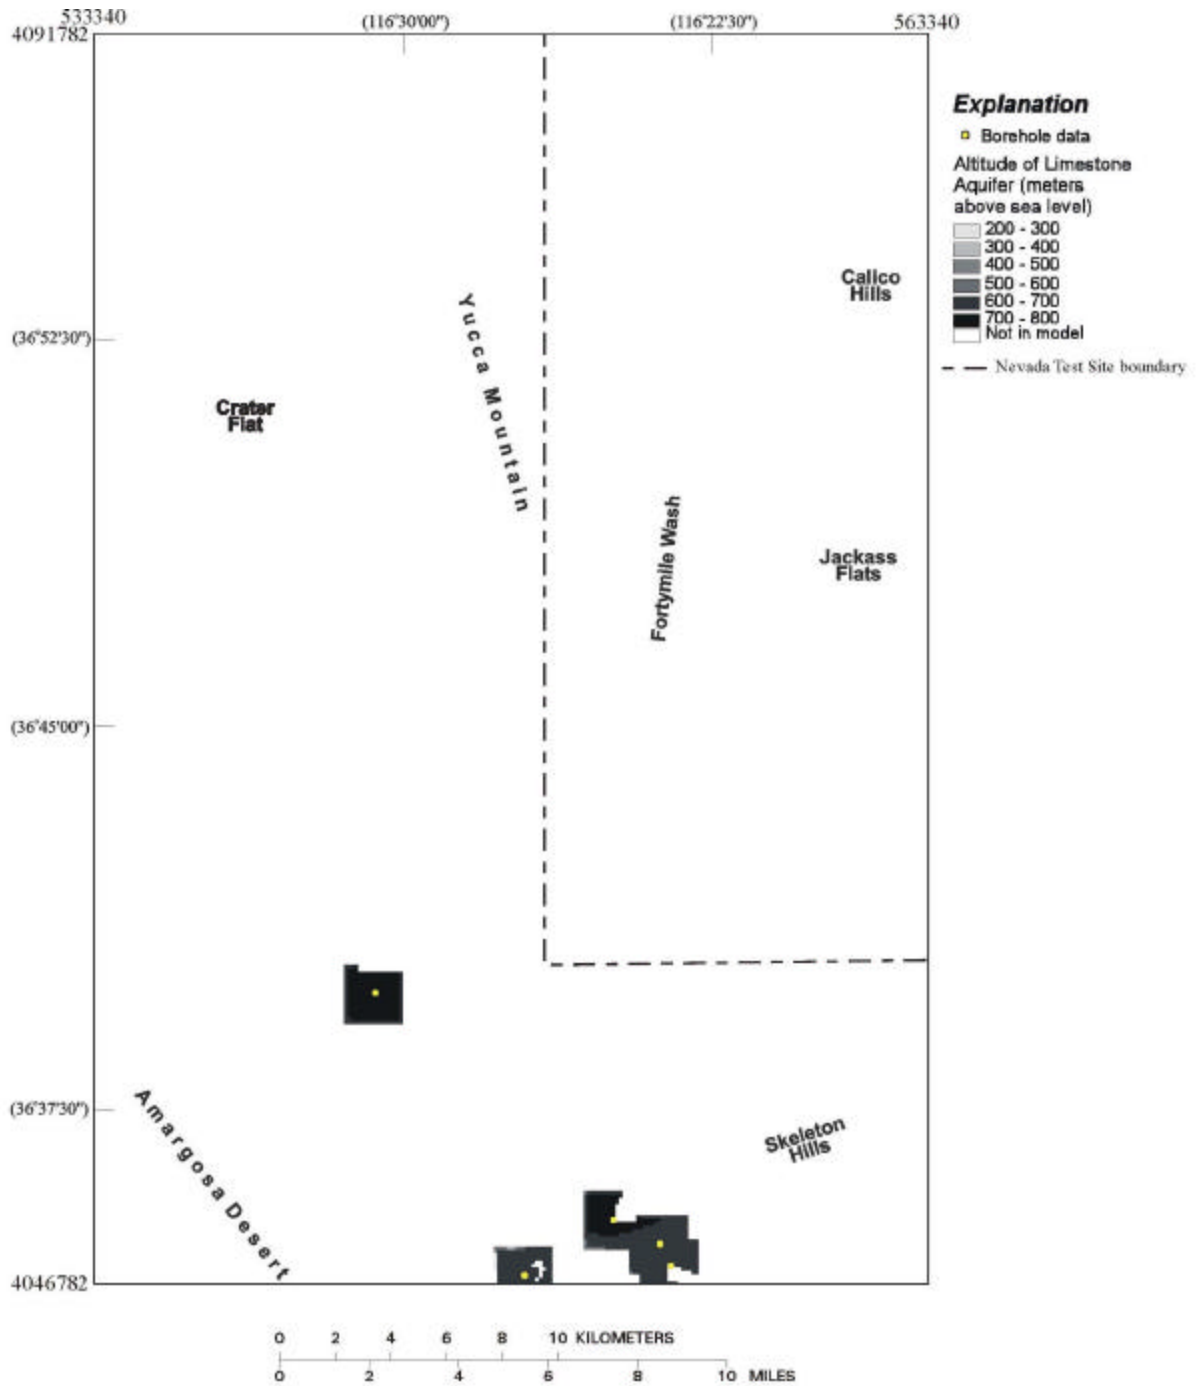 533340
(116°30'00")
(116°22'30")
563340
4091782
Explanation
Borehole data
Altitude of Limestone
Aquifer (meters
above sea level)
200 - 300
300 - 400
400 - 500
500 - 600
600 - 700
700 - 800
Not in model
Nevada Test Site boundary
Calico
Hills
Yucca Mountain
(36°52'30")
Crater
Flat
Fortymile Wash
Jackass
Flats
(36°45'00")
(36°37'30")
Amargosa Desert
Skeleton
Hills
4046782
0 2 4 6 8 10 KILOMETERS
0 2 4 6 8 10 MILES